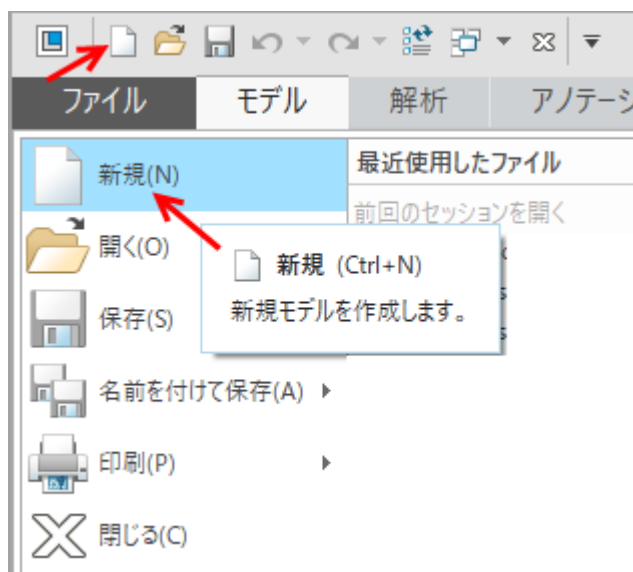 ファイル モデル 解析 アノテーシ
新規(N)
最近使用したファイル
前回のセッションを開く
開く(O)
新規 (Ctrl+N)
新規モデルを作成します。
保存(S)
名前を付けて保存(A)
印刷(P)
閉じる(C)